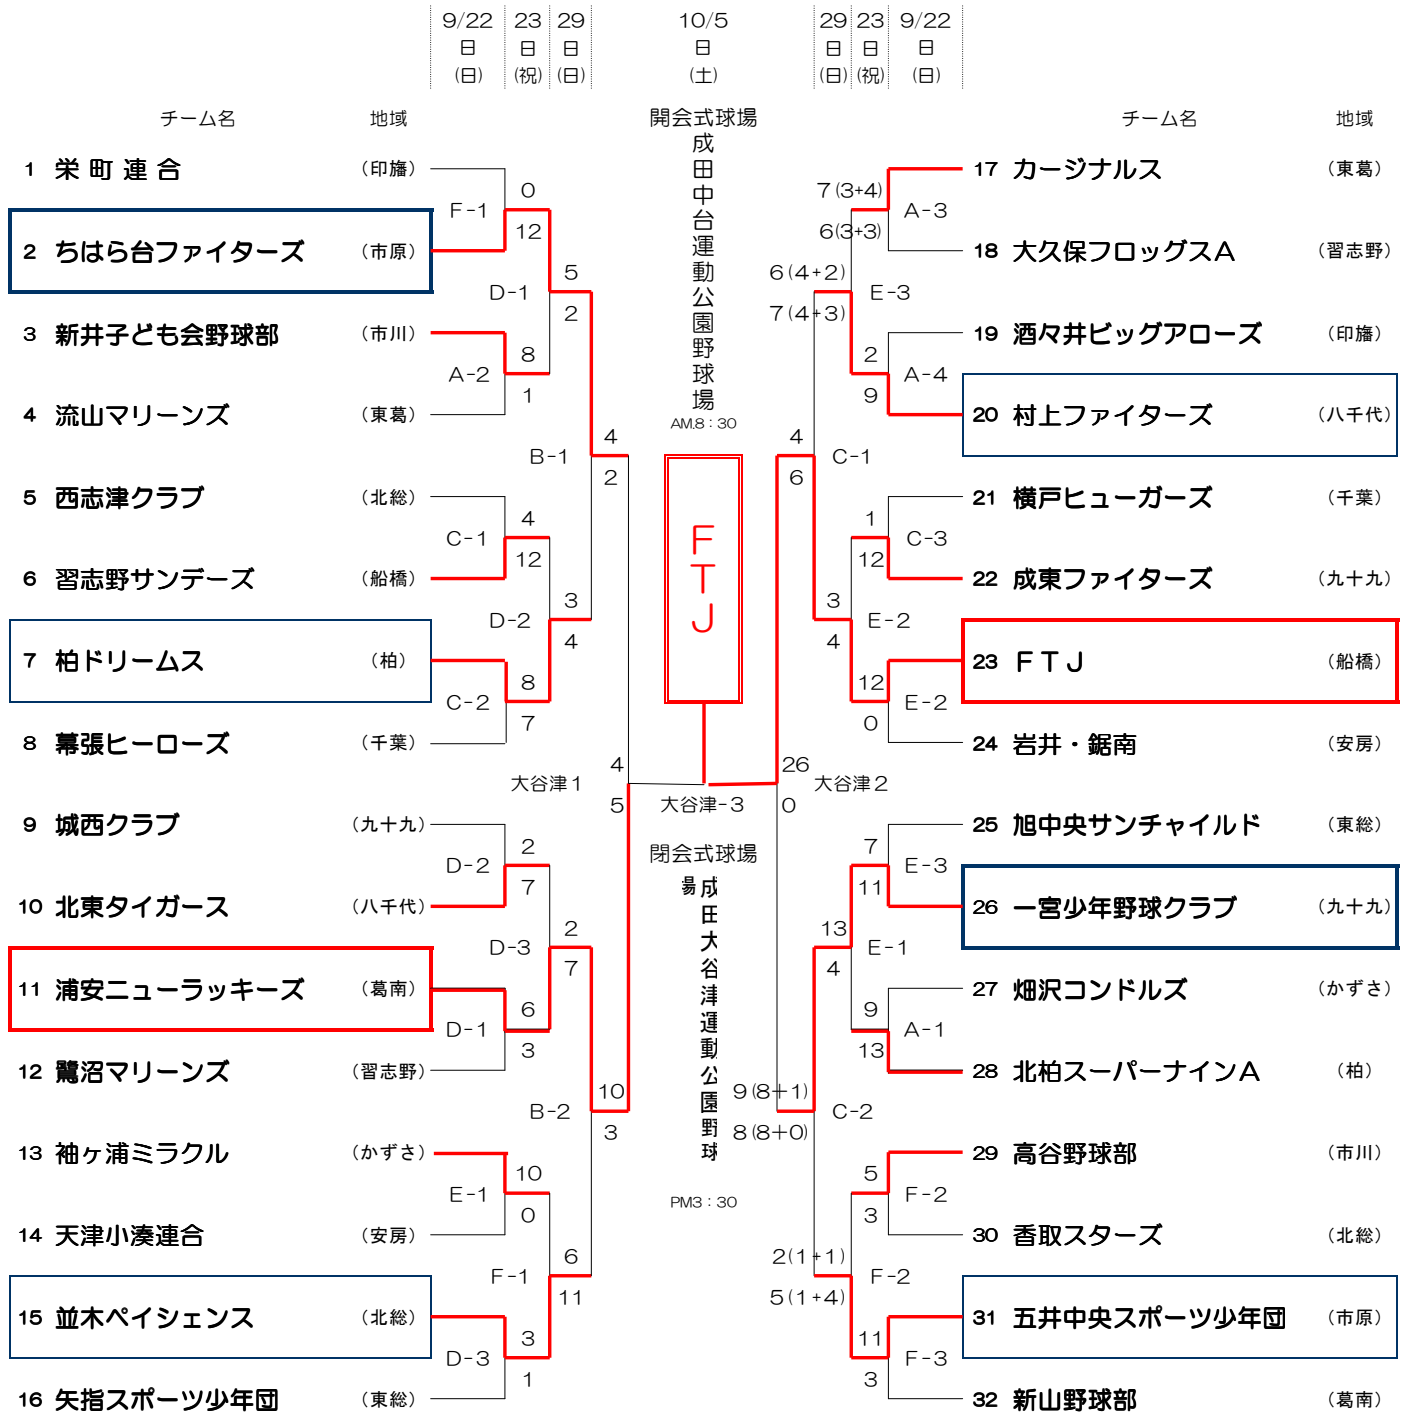 9/22 23 29 10/5 29 23 9/22
日 日 日 日 日 日 日
(日) (祝) (日) (土) (日) (祝) (日)
チーム名 地域 開会式球場 チーム名 地域
成田中台運動公園野球場
AM.8：30
1 栄町連合 (印旛)
F-1
0
12
2 ちはら台ファイターズ (市原)
D-1
5
2
3 新井子ども会野球部 (市川)
A-2
8
1
4 流山マリーンズ (東葛)
B-1
4
2
5 西志津クラブ (北総)
C-1
4
12
6 習志野サンデーズ (船橋)
D-2
3
4
7 柏ドリームス (柏)
C-2
8
7
8 幕張ヒーローズ (千葉)
大谷津1
4
5
9 城西クラブ (九十九)
D-2
2
7
10 北東タイガース (八千代)
D-3
2
7
11 浦安ニューラッキーズ (葛南)
D-1
6
3
12 鷺沼マリーンズ (習志野)
B-2
10
3
13 袖ヶ浦ミラクル (かずさ)
E-1
10
0
14 天津小湊連合 (安房)
F-1
6
11
15 並木ペイシェンス (北総)
D-3
3
1
16 矢指スポーツ少年団 (東総)
FTJ
大谷津-3
閉会式球場
成田大谷津運動公園野球場
PM3：30
17 カージナルス (東葛)
7(3+4)
A-3
6(3+3)
18 大久保フロッグスA (習志野)
6(4+2)
E-3
7(4+3)
19 酒々井ビッグアローズ (印旛)
2
A-4
9
20 村上ファイターズ (八千代)
4
C-1
6
21 横戸ヒューガーズ (千葉)
1
C-3
12
22 成東ファイターズ (九十九)
3
E-2
4
23 FTJ (船橋)
12
E-2
0
24 岩井・鋸南 (安房)
26
大谷津2
0
25 旭中央サンチャイルド (東総)
7
E-3
11
26 一宮少年野球クラブ (九十九)
13
E-1
4
27 畑沢コンドルズ (かずさ)
9
A-1
13
28 北柏スーパーナインA (柏)
9(8+1)
C-2
8(8+0)
29 高谷野球部 (市川)
5
F-2
3
30 香取スターズ (北総)
2(1+1)
F-2
5(1+4)
31 五井中央スポーツ少年団 (市原)
11
F-3
3
32 新山野球部 (葛南)